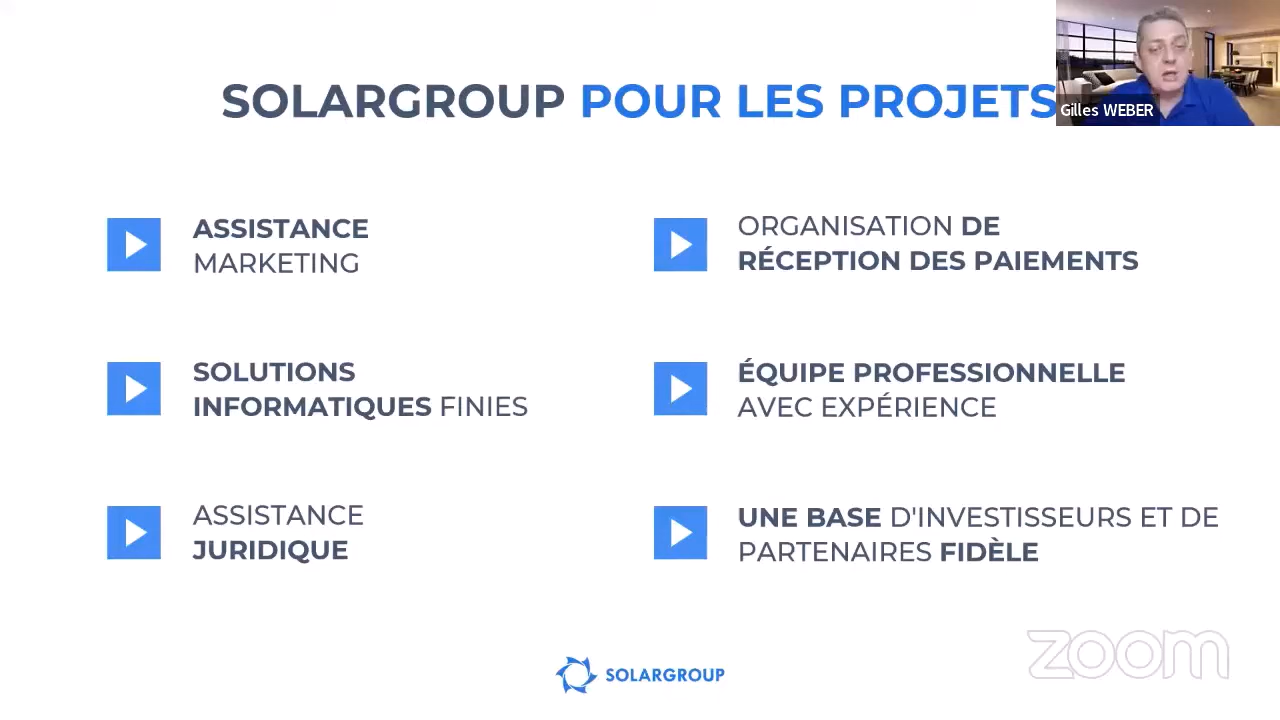 SOLARGROUP POUR LES PROJETS
Gilles WEBER
ASSISTANCE
MARKETING
ORGANISATION DE
RÉCEPTION DES PAIEMENTS
SOLUTIONS
INFORMATIQUES FINIES
ÉQUIPE PROFESSIONNELLE
AVEC EXPÉRIENCE
ASSISTANCE
JURIDIQUE
UNE BASE D'INVESTISSEURS ET DE
PARTENAIRES FIDÈLE
zoom
SOLARGROUP